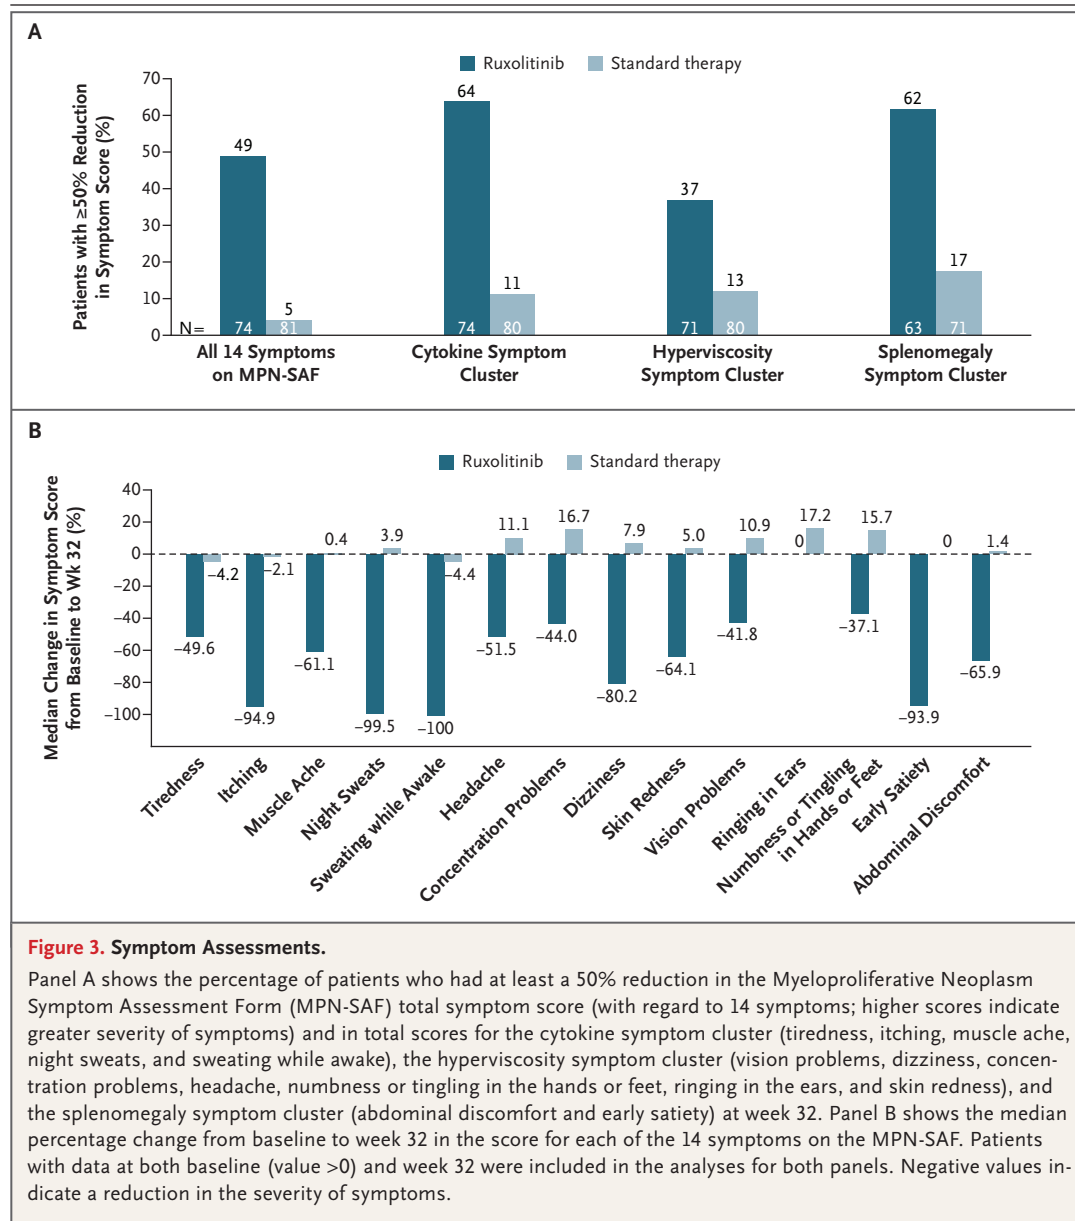 A
Ruxolitinib Standard therapy
Patients with ≥50% Reduction
in Symptom Score (%)
70
60
50
40
30
20
10
0
49
5
64
11
37
13
62
17
N=
74 81
74 80
71 80
63 71
All 14 Symptoms
on MPN-SAF
Cytokine Symptom
Cluster
Hyperviscosity
Symptom Cluster
Splenomegaly
Symptom Cluster
B
Ruxolitinib Standard therapy
Median Change in Symptom Score
from Baseline to Wk 32 (%)
40
20
0
−20
−40
−60
−80
−100
−49.6
−4.2
−94.9
−2.1
−61.1
0.4
−99.5
3.9
−100
−4.4
−51.5
11.1
−44.0
16.7
−80.2
7.9
−64.1
5.0
−41.8
10.9
0
17.2
−37.1
15.7
−93.9
0
−65.9
1.4
Tiredness
Itching
Muscle Ache
Night Sweats
Sweating while Awake
Headache
Concentration Problems
Dizziness
Skin Redness
Vision Problems
Ringing in Ears
Numbness or Tingling
in Hands or Feet
Early Satiety
Abdominal Discomfort
Figure 3. Symptom Assessments.
Panel A shows the percentage of patients who had at least a 50% reduction in the Myeloproliferative Neoplasm
Symptom Assessment Form (MPN-SAF) total symptom score (with regard to 14 symptoms; higher scores indicate
greater severity of symptoms) and in total scores for the cytokine symptom cluster (tiredness, itching, muscle ache,
night sweats, and sweating while awake), the hyperviscosity symptom cluster (vision problems, dizziness, concen-
tration problems, headache, numbness or tingling in the hands or feet, ringing in the ears, and skin redness), and
the splenomegaly symptom cluster (abdominal discomfort and early satiety) at week 32. Panel B shows the median
percentage change from baseline to week 32 in the score for each of the 14 symptoms on the MPN-SAF. Patients
with data at both baseline (value >0) and week 32 were included in the analyses for both panels. Negative values in-
dicate a reduction in the severity of symptoms.